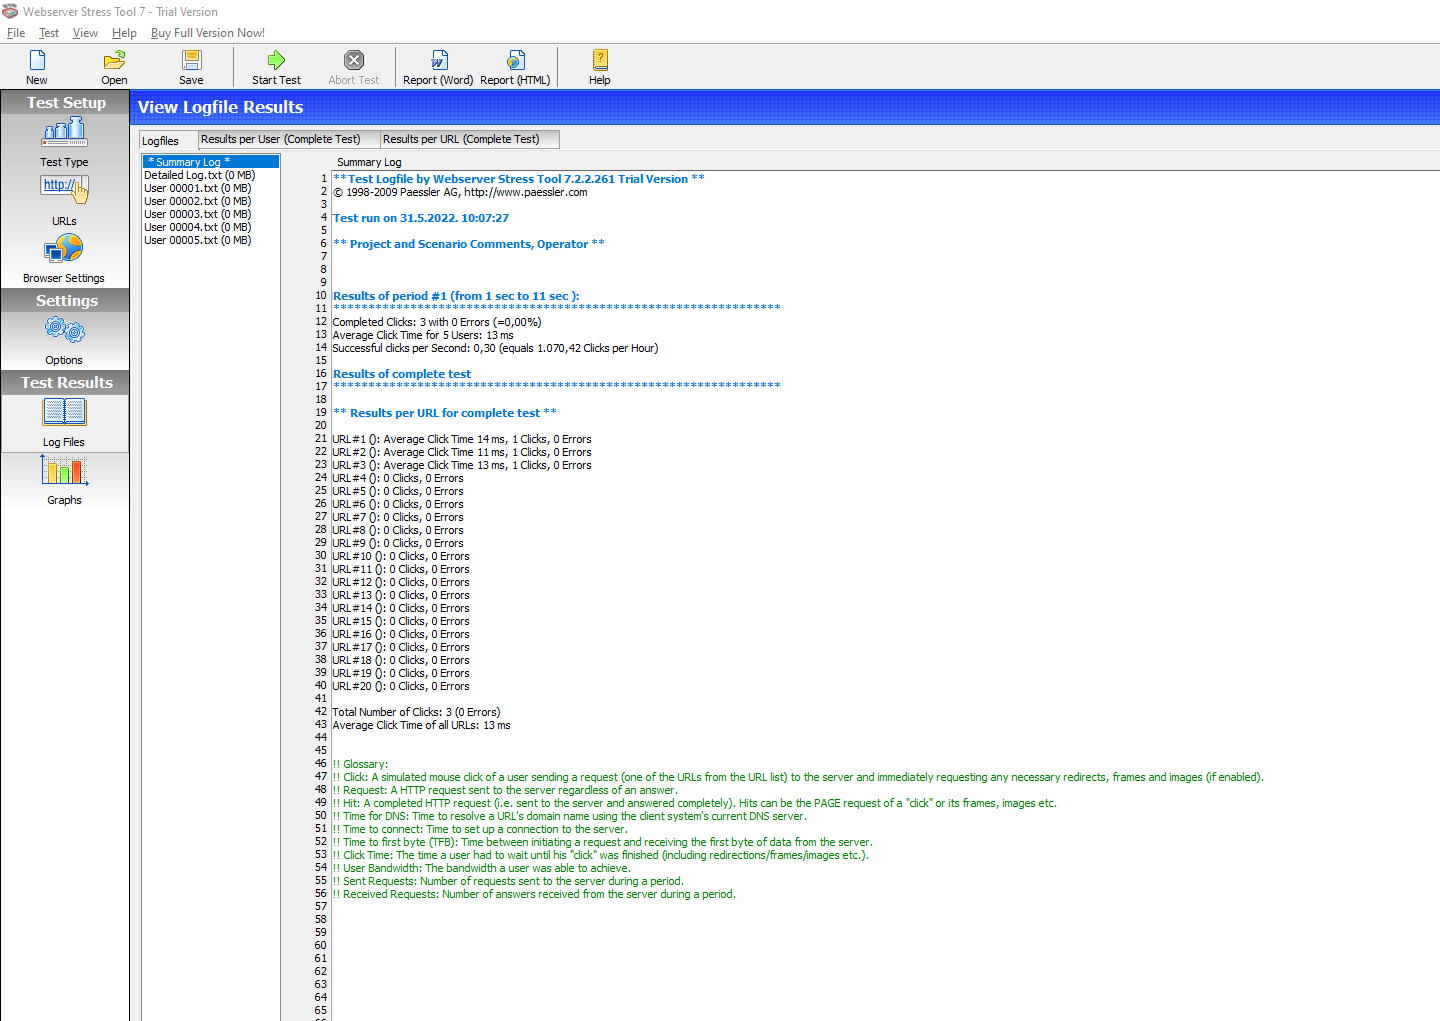 Webserver Stress Tool 7 - Trial Version
File Test View Help Buy Full Version Now!
New Open Save Start Test Abort Test Report (Word) Report (HTML) Help
Test Setup
Test Type
http://
URLs
Browser Settings
Settings
Options
Test Results
Log Files
Graphs
View Logfile Results
Logfiles Results per User (Complete Test) Results per URL (Complete Test)
* Summary Log *
Detailed Log.txt (0 MB)
User 00001.txt (0 MB)
User 00002.txt (0 MB)
User 00003.txt (0 MB)
User 00004.txt (0 MB)
User 00005.txt (0 MB)
Summary Log
1 **Test Logfile by Webserver Stress Tool 7.2.2.261 Trial Version **
2 © 1998-2009 Paessler AG, http://www.paessler.com
3
4 Test run on 31.5.2022. 10:07:27
5
6 ** Project and Scenario Comments, Operator **
7
8
9
10 Results of period #1 (from 1 sec to 11 sec ):
11 ****************************************************************
12 Completed Clicks: 3 with 0 Errors (=0,00%)
13 Average Click Time for 5 Users: 13 ms
14 Successful clicks per Second: 0,30 (equals 1.070,42 Clicks per Hour)
15
16 Results of complete test
17 ****************************************************************
18
19 ** Results per URL for complete test **
20
21 URL#1 (): Average Click Time 14 ms, 1 Clicks, 0 Errors
22 URL#2 (): Average Click Time 11 ms, 1 Clicks, 0 Errors
23 URL#3 (): Average Click Time 13 ms, 1 Clicks, 0 Errors
24 URL#4 (): 0 Clicks, 0 Errors
25 URL#5 (): 0 Clicks, 0 Errors
26 URL#6 (): 0 Clicks, 0 Errors
27 URL#7 (): 0 Clicks, 0 Errors
28 URL#8 (): 0 Clicks, 0 Errors
29 URL#9 (): 0 Clicks, 0 Errors
30 URL#10 (): 0 Clicks, 0 Errors
31 URL#11 (): 0 Clicks, 0 Errors
32 URL#12 (): 0 Clicks, 0 Errors
33 URL#13 (): 0 Clicks, 0 Errors
34 URL#14 (): 0 Clicks, 0 Errors
35 URL#15 (): 0 Clicks, 0 Errors
36 URL#16 (): 0 Clicks, 0 Errors
37 URL#17 (): 0 Clicks, 0 Errors
38 URL#18 (): 0 Clicks, 0 Errors
39 URL#19 (): 0 Clicks, 0 Errors
40 URL#20 (): 0 Clicks, 0 Errors
41
42 Total Number of Clicks: 3 (0 Errors)
43 Average Click Time of all URLs: 13 ms
44
45
46 !! Glossary:
47 !! Click: A simulated mouse click of a user sending a request (one of the URLs from the URL list) to the server and immediately requesting any necessary redirects, frames and images (if enabled).
48 !! Request: A HTTP request sent to the server regardless of an answer.
49 !! Hit: A completed HTTP request (i.e. sent to the server and answered completely). Hits can be the PAGE request of a "click" or its frames, images etc.
50 !! Time for DNS: Time to resolve a URL's domain name using the client system's current DNS server.
51 !! Time to connect: Time to set up a connection to the server.
52 !! Time to first byte (TFB): Time between initiating a request and receiving the first byte of data from the server.
53 !! Click Time: The time a user had to wait until his "click" was finished (including redirections/frames/images etc.).
54 !! User Bandwidth: The bandwidth a user was able to achieve.
55 !! Sent Requests: Number of requests sent to the server during a period.
56 !! Received Requests: Number of answers received from the server during a period.
57
58
59
60
61
62
63
64
65